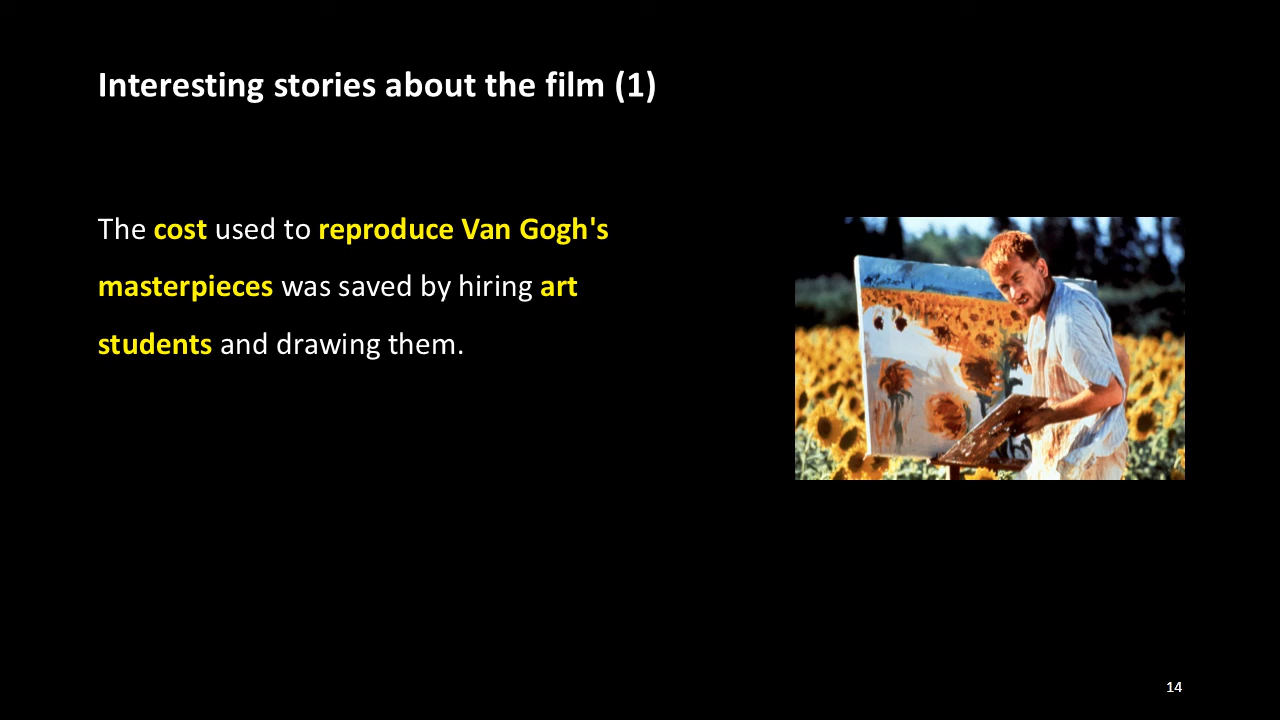 Interesting stories about the film (1)
The cost used to reproduce Van Gogh's
masterpieces was saved by hiring art
students and drawing them.
14